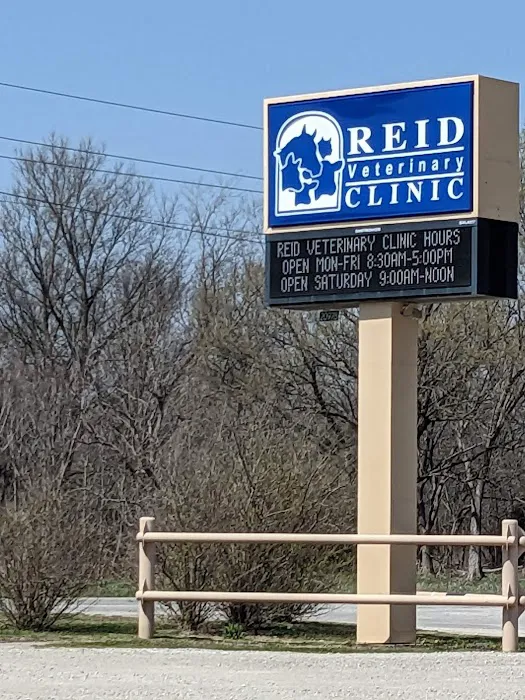 REID
Veterinary
CLINIC
REID VETERINARY CLINIC HOURS
OPEN MON-FRI 8:30AM-5:00PM
OPEN SATURDAY 9:00AM-NOON